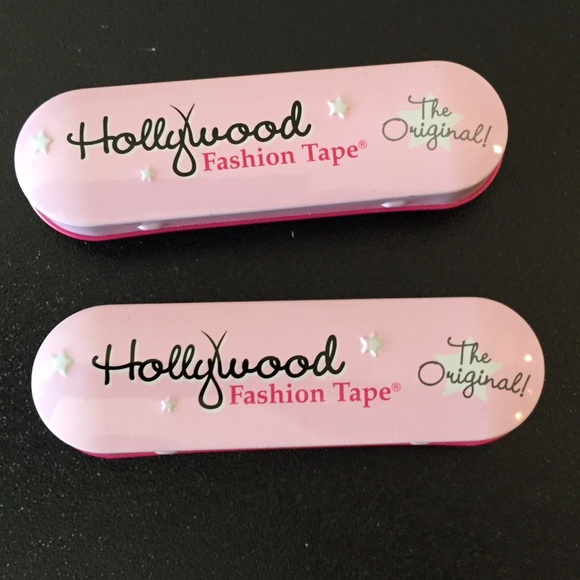 Hollywood
Fashion Tape®
The
Original!
Hollywood
Fashion Tape®
The
Original!